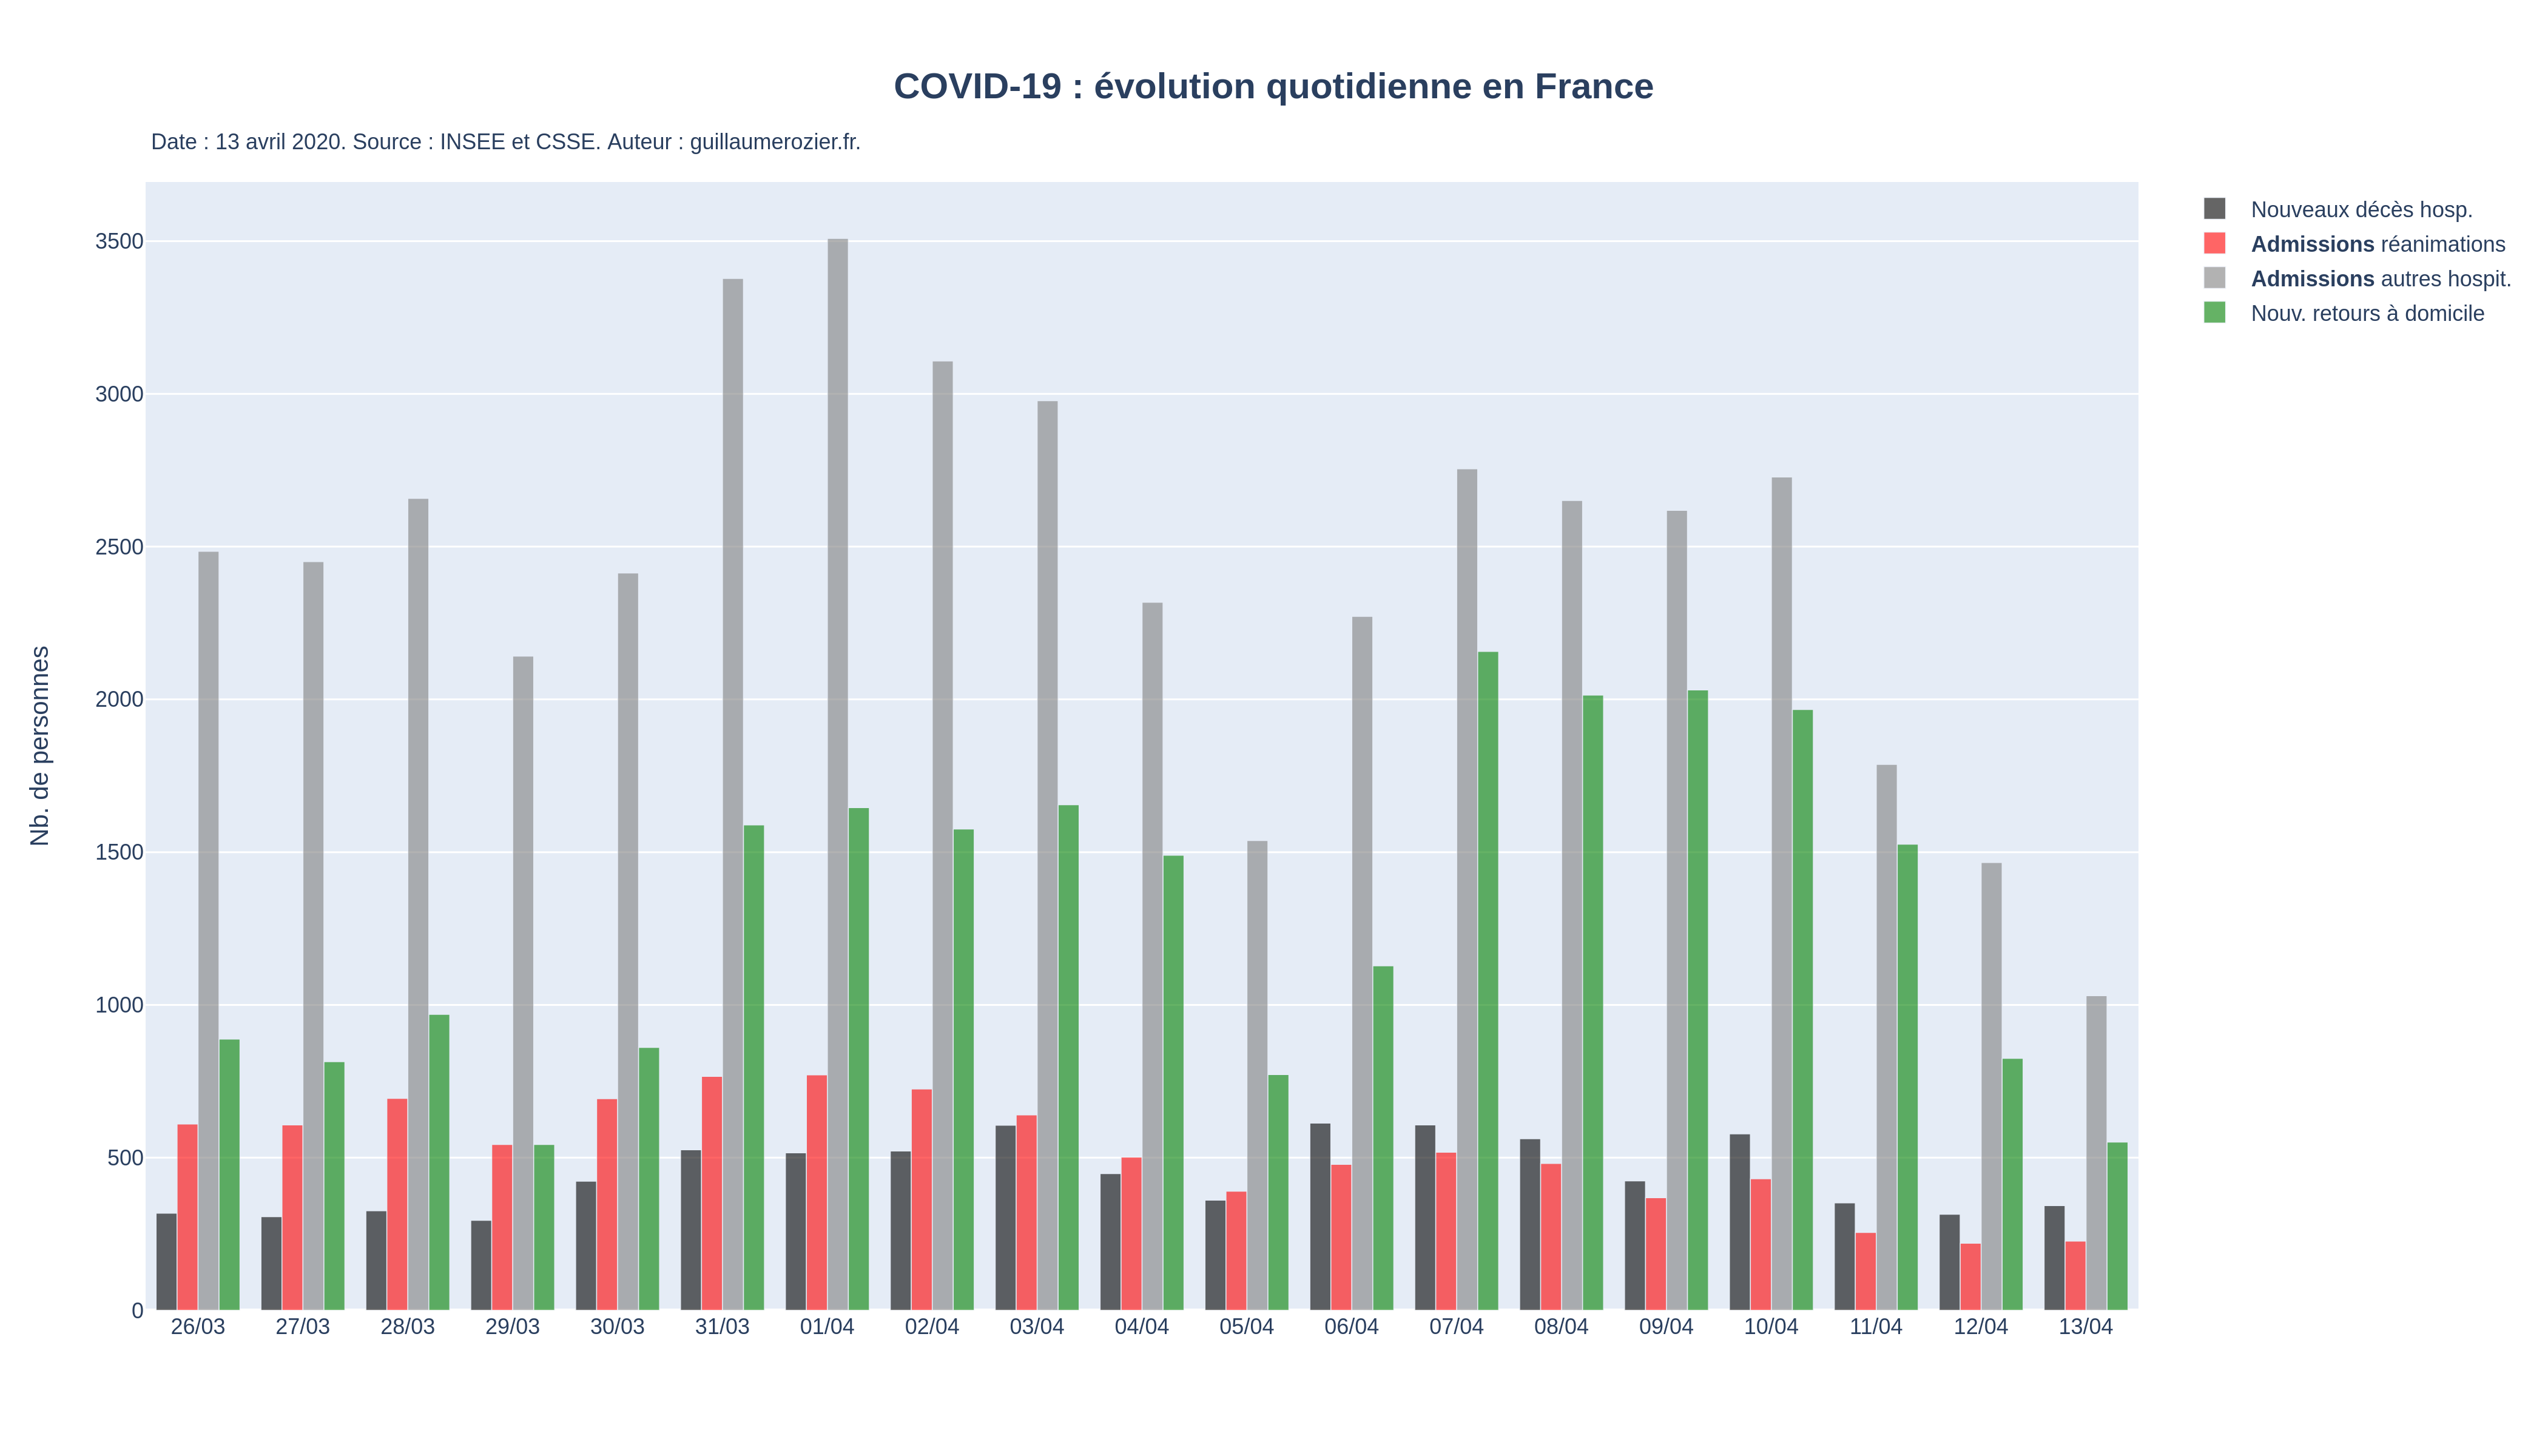 COVID-19 : évolution quotidienne en France
Date : 13 avril 2020. Source : INSEE et CSSE. Auteur : guillaumerozier.fr.
Nouveaux décès hosp.
Admissions réanimations
Admissions autres hospit.
Nouv. retours à domicile
Nb. de personnes
3500
3000
2500
2000
1500
1000
500
0
26/03 27/03 28/03 29/03 30/03 31/03 01/04 02/04 03/04 04/04 05/04 06/04 07/04 08/04 09/04 10/04 11/04 12/04 13/04